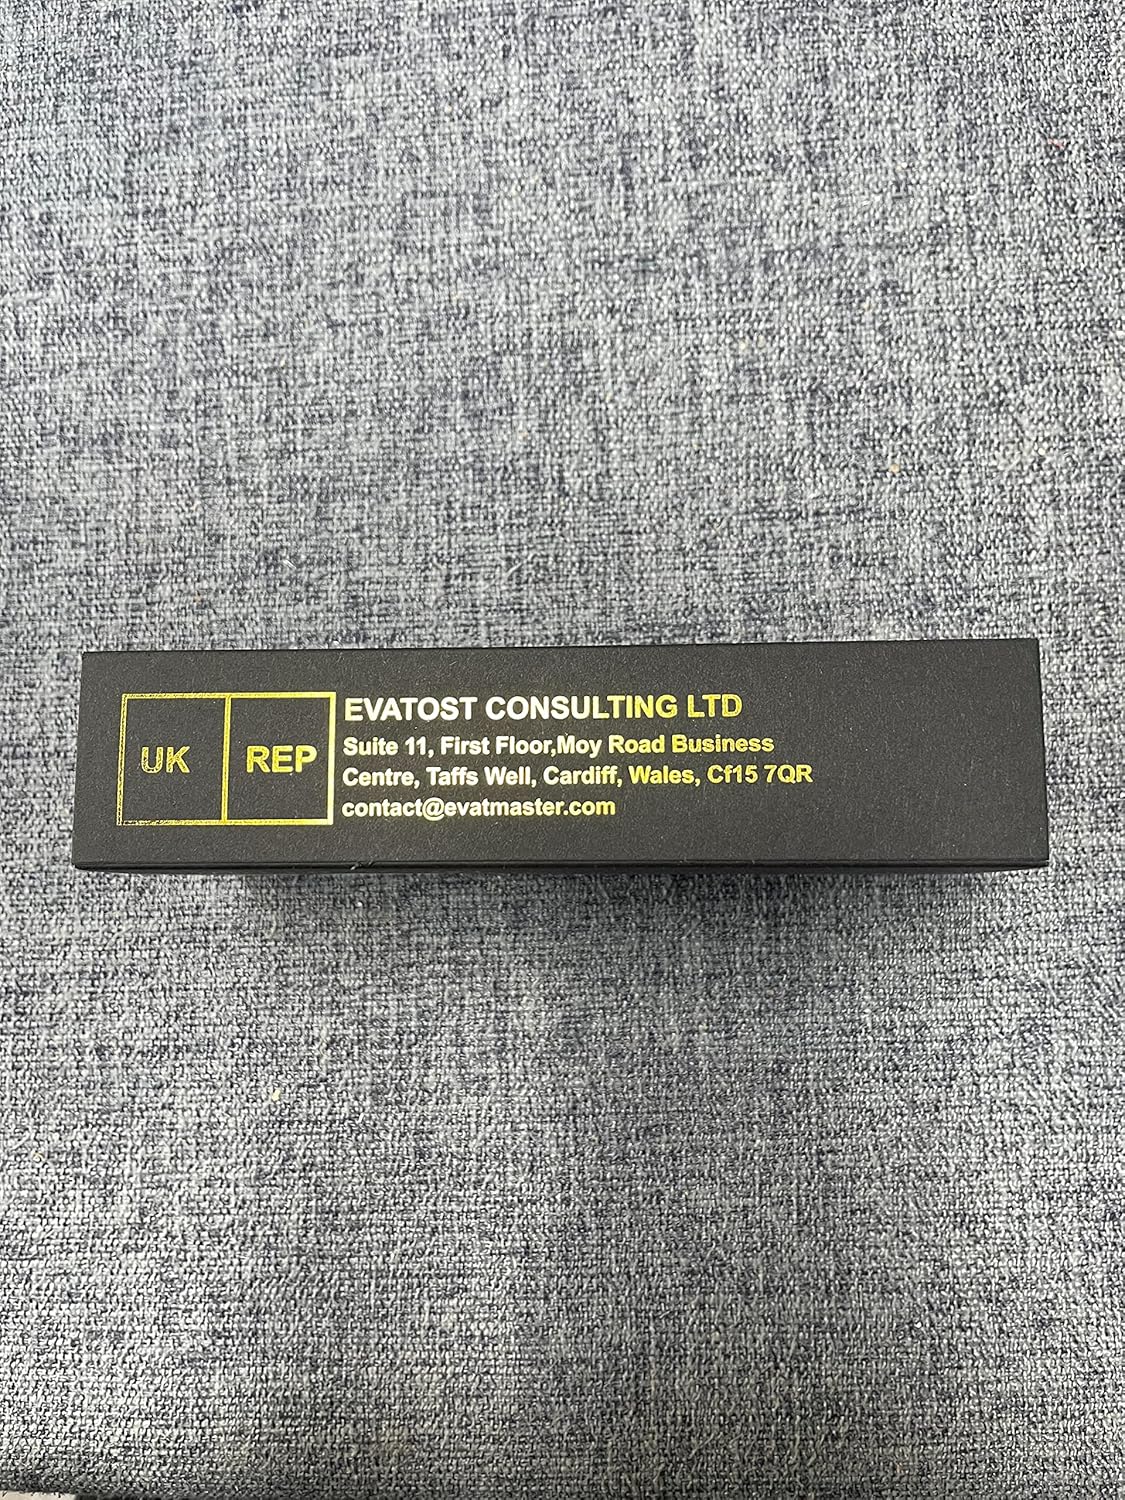 UK REP
EVATOST CONSULTING LTD
Suite 11, First Floor,Moy Road Business
Centre, Taffs Well, Cardiff, Wales, Cf15 7QR
contact@evatmaster.com